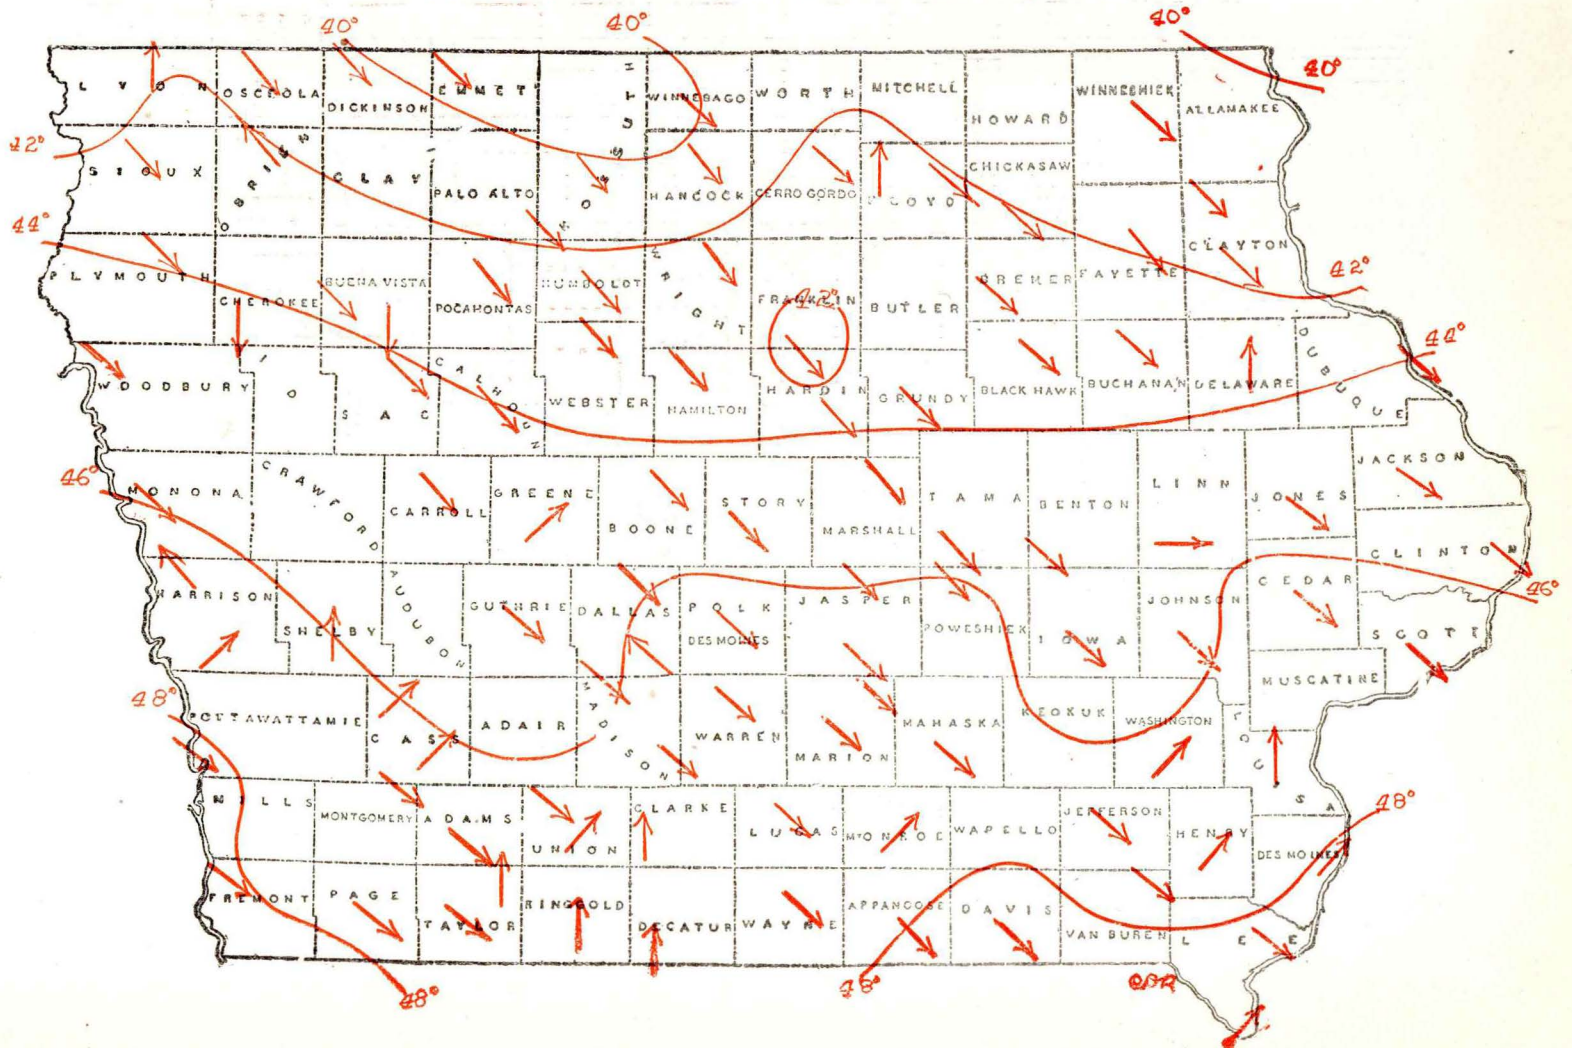 40°
40°
40°
40°
LYON
OSCEOLA
DICKINSON
EMMET
KOSSUTH
WINNEBAGO
WORTH
MITCHELL
HOWARD
WINNESHIEK
ALLAMAKEE
42°
SIOUX
OBRIEN
CLAY
PALO ALTO
HANCOCK
CERRO GORDO
FLOYD
CHICKASAW
44°
PLYMOUTH
CHEROKEE
BUENA VISTA
POCAHONTAS
HUMBOLDT
WRIGHT
FRANKLIN
42°
BUTLER
BREMER
FAYETTE
CLAYTON
42°
WOODBURY
IDA
SAC
CALHOUN
WEBSTER
HAMILTON
HARDIN
GRUNDY
BLACK HAWK
BUCHANAN
DELAWARE
DUBUQUE
44°
46°
MONONA
CRAWFORD
CARROLL
GREENE
BOONE
STORY
MARSHALL
TAMA
BENTON
LINN
JONES
JACKSON
CLINTON
46°
HARRISON
SHELBY
AUDUBON
GUTHRIE
DALLAS
POLK
DES MOINES
JASPER
POWESHIEK
IOWA
JOHNSON
CEDAR
SCOTT
MUSCATINE
48°
POTTAWATTAMIE
CASS
ADAIR
MADISON
WARREN
MARION
MAHASKA
KEOKUK
WASHINGTON
LOUISA
MILLS
MONTGOMERY
ADAMS
UNION
CLARKE
LUCAS
MONROE
WAPELLO
JEFFERSON
HENRY
DES MOINES
48°
FREMONT
PAGE
TAYLOR
RINGGOLD
DECATUR
WAYNE
APPANOOSE
DAVIS
VAN BUREN
LEE
48°
48°